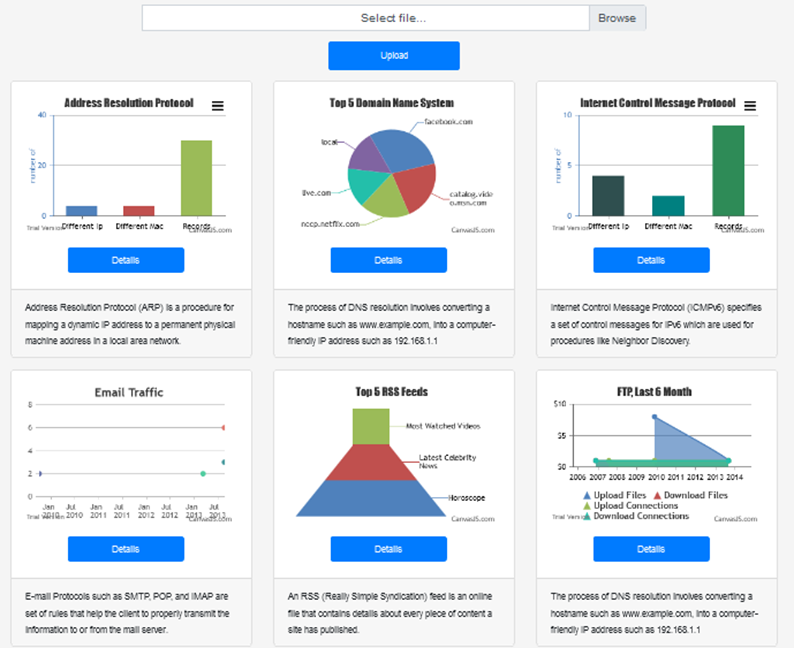 Select file...
Browse
Upload
Address Resolution Protocol
40
20
0
number of
Different Ip
Different Mac
Records
Trial Version
CanvasJS.com
Details
Address Resolution Protocol (ARP) is a procedure for
mapping a dynamic IP address to a permanent physical
machine address in a local area network.
Top 5 Domain Name System
facebook.com
local
live.com
catalog.vide
o.msn.com
nccp.netflix.com
CanvasJS.com
Details
The process of DNS resolution involves converting a
hostname such as www.example.com, into a computer-
friendly IP address such as 192.168.1.1
Internet Control Message Protocol
10
5
0
number of
Different Ip
Different Mac
Records
Trial Version
CanvasJS.com
Details
Internet Control Message Protocol (ICMPv6) specifies
a set of control messages for IPv6 which are used for
procedures like Neighbor Discovery.
Email Traffic
8
6
4
2
0
Jan 2010
Jul 2010
Jan 2011
Jul 2011
Jan 2012
Jul 2012
Jan 2013
Jul 2013
Trial Version
CanvasJS.com
Details
E-mail Protocols such as SMTP, POP, and IMAP are
set of rules that help the client to properly transmit the
information to or from the mail server.
Top 5 RSS Feeds
Most Watched Videos
Latest Celebrity
News
Horoscope
CanvasJS.com
Details
An RSS (Really Simple Syndication) feed is an online
file that contains details about every piece of content a
site has published.
FTP, Last 6 Month
$10
$5
$0
2006 2007 2008 2009 2010 2011 2012 2013 2014
Upload Files Download Files
Upload Connections
Download Connections
Trial Version
CanvasJS.com
Details
The process of DNS resolution involves converting a
hostname such as www.example.com, into a computer-
friendly IP address such as 192.168.1.1